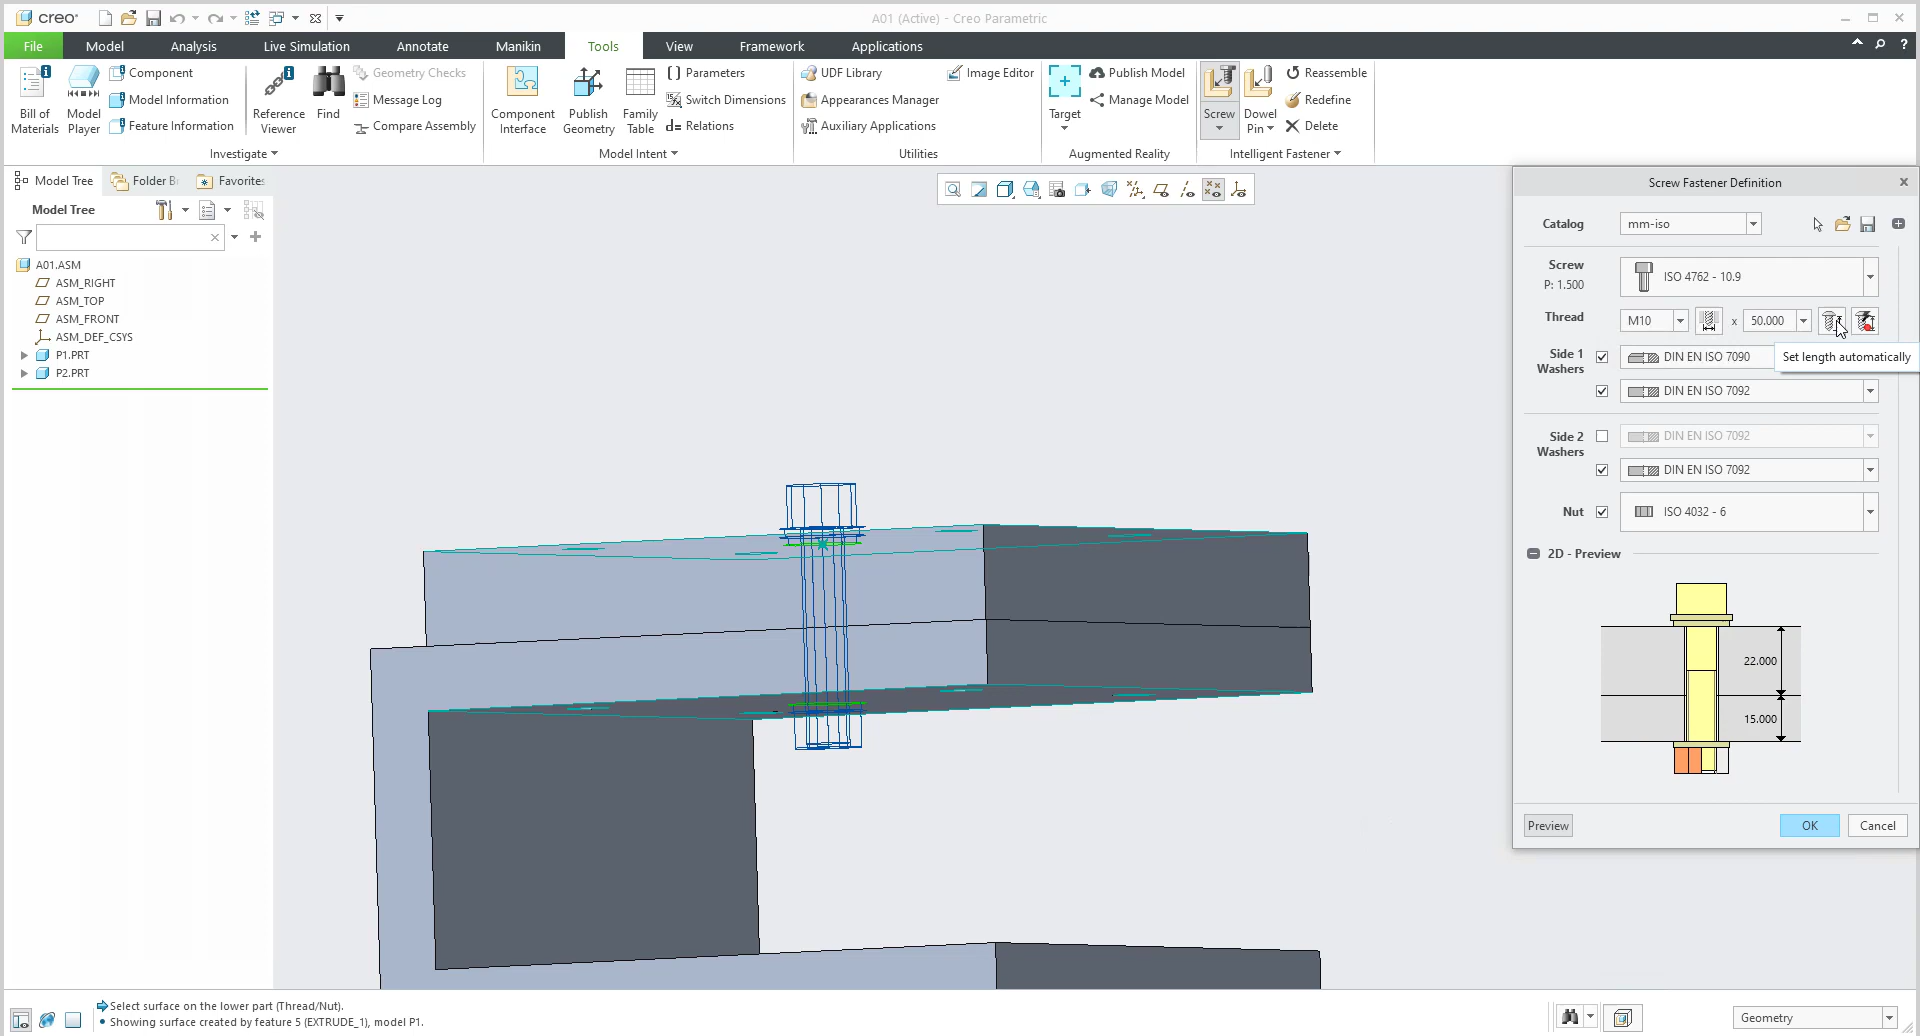 creo
A01 (Active) - Creo Parametric
File
Model
Analysis
Live Simulation
Annotate
Manikin
Tools
View
Framework
Applications
Bill of Materials
Model Player
Component
Model Information
Feature Information
Reference Viewer
Find
Geometry Checks
Message Log
Compare Assembly
Investigate
Component Interface
Publish Geometry
Family Table
Parameters
Switch Dimensions
d= Relations
Model Intent
UDF Library
Appearances Manager
Auxiliary Applications
Image Editor
Utilities
Target
Publish Model
Manage Model
Augmented Reality
Screw
Dowel Pin
Reassemble
Redefine
Delete
Intelligent Fastener
Model Tree
Folder B
Favorites
Model Tree
A01.ASM
ASM_RIGHT
ASM_TOP
ASM_FRONT
ASM_DEF_CSYS
P1.PRT
P2.PRT
Screw Fastener Definition
Catalog mm-iso
Screw ISO 4762 - 10.9
P: 1.500
Thread M10 x 50.000
Set length automatically
Side 1 Washers
DIN EN ISO 7090
DIN EN ISO 7092
Side 2 Washers
DIN EN ISO 7092
DIN EN ISO 7092
Nut ISO 4032 - 6
2D - Preview
22.000
15.000
Preview
OK
Cancel
Select surface on the lower part (Thread/Nut).
• Showing surface created by feature 5 (EXTRUDE_1), model P1.
Geometry